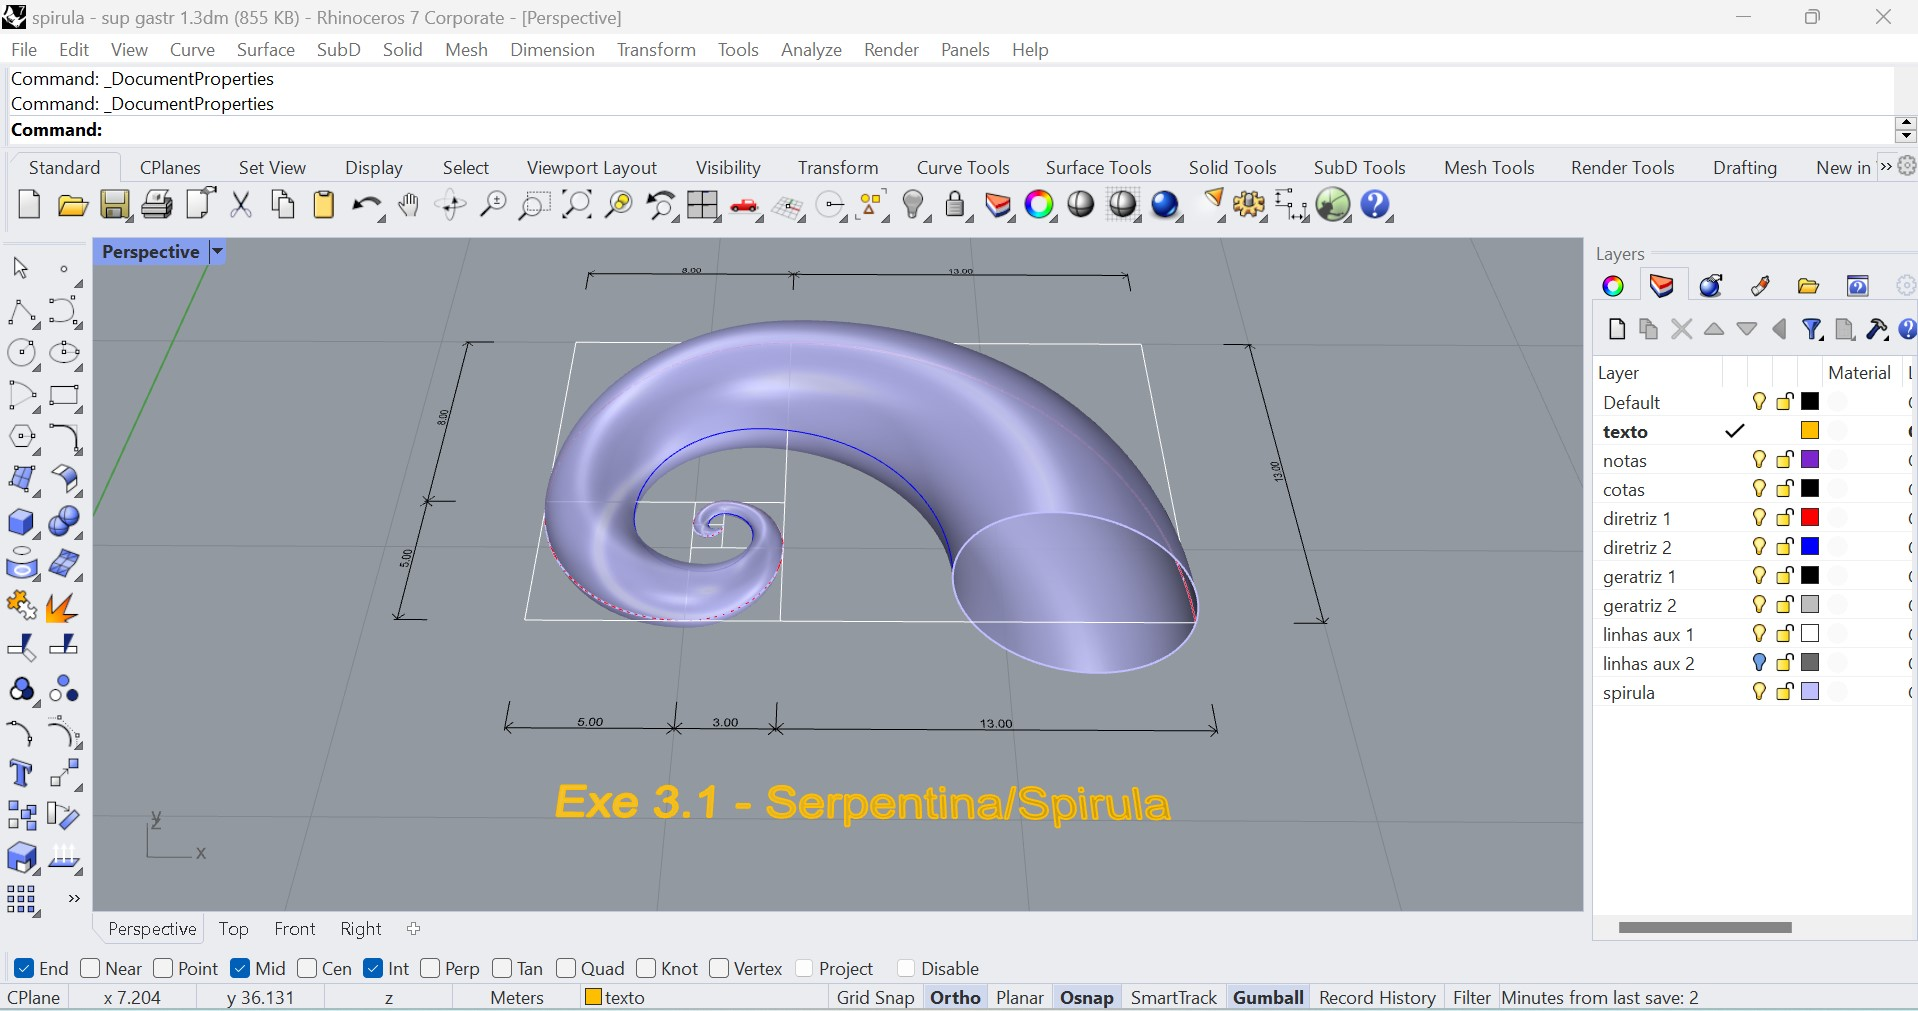 spirula - sup gastr 1.3dm (855 KB) - Rhinoceros 7 Corporate - [Perspective]
File Edit View Curve Surface SubD Solid Mesh Dimension Transform Tools Analyze Render Panels Help
Command: _DocumentProperties
Command: _DocumentProperties
Command:
Standard CPlanes Set View Display Select Viewport Layout Visibility Transform Curve Tools Surface Tools Solid Tools SubD Tools Mesh Tools Render Tools Drafting New in
Perspective
8.00 13.00
8.00
5.00
13.00
5.00 3.00 13.00
Exe 3.1 - Serpentina/Spirula
y
z
x
Layers
Layer Material
Default
texto
notas
cotas
diretriz 1
diretriz 2
geratriz 1
geratriz 2
linhas aux 1
linhas aux 2
spirula
Perspective Top Front Right
End Near Point Mid Cen Int Perp Tan Quad Knot Vertex Project Disable
CPlane x 7.204 y 36.131 z Meters texto Grid Snap Ortho Planar Osnap SmartTrack Gumball Record History Filter Minutes from last save: 2